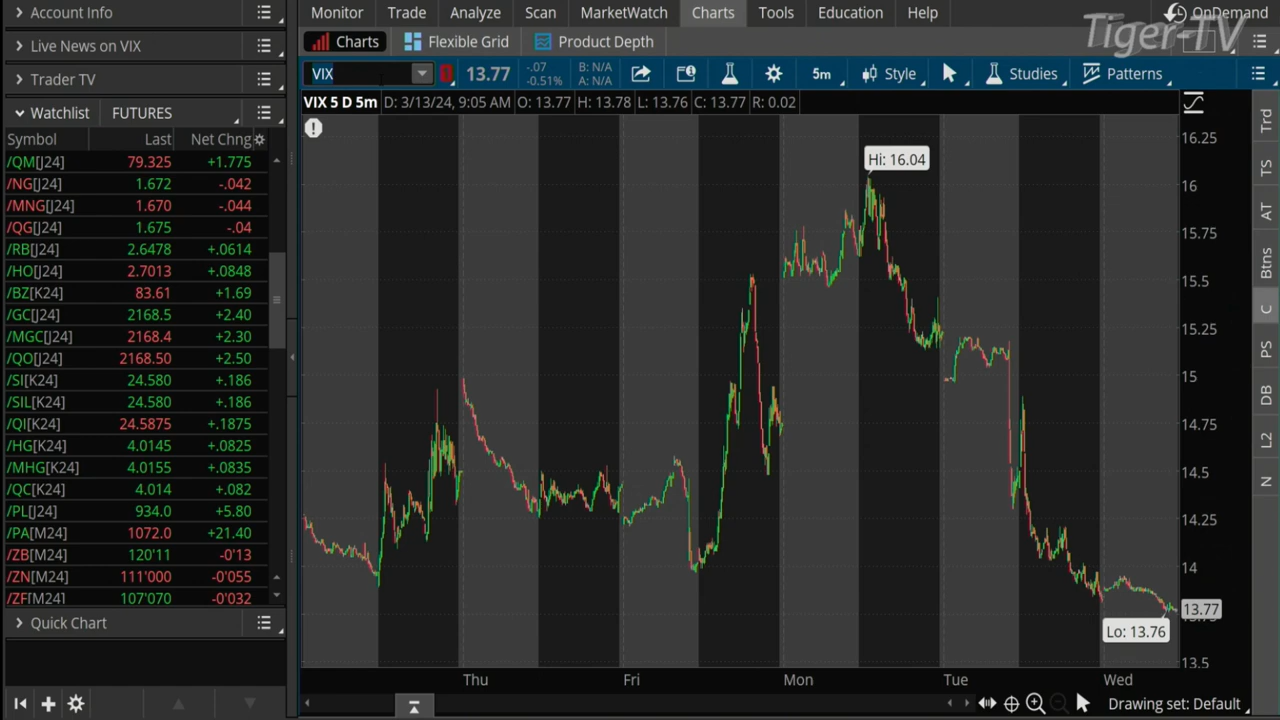 Account Info
Monitor Trade Analyze Scan MarketWatch Charts Tools Education Help OnDemand
Tiger-TV
Live News on VIX
Charts Flexible Grid Product Depth
Trader TV
VIX 13.77 -.07 -0.51% B: N/A A: N/A 5m Style Studies Patterns
Watchlist FUTURES
VIX 5 D 5m D: 3/13/24, 9:05 AM O: 13.77 H: 13.78 L: 13.76 C: 13.77 R: 0.02
Symbol Last Net Chng
/QM[J24] 79.325 +1.775
/NG[J24] 1.672 -.042
/MNG[J24] 1.670 -.044
/QG[J24] 1.675 -.04
/RB[J24] 2.6478 +.0614
/HO[J24] 2.7013 +.0848
/BZ[K24] 83.61 +1.69
/GC[J24] 2168.5 +2.40
/MGC[J24] 2168.4 +2.30
/QO[J24] 2168.50 +2.50
/SI[K24] 24.580 +.186
/SIL[K24] 24.580 +.186
/QI[K24] 24.5875 +.1875
/HG[K24] 4.0145 +.0825
/MHG[K24] 4.0155 +.0835
/QC[K24] 4.014 +.082
/PL[J24] 934.0 +5.80
/PA[M24] 1072.0 +21.40
/ZB[M24] 120'11 -0'13
/ZN[M24] 111'000 -0'055
/ZF[M24] 107'070 -0'032
Quick Chart
Hi: 16.04
Lo: 13.76
16.25
16
15.75
15.5
15.25
15
14.75
14.5
14.25
14
13.77
13.5
Thu Fri Mon Tue Wed
Drawing set: Default
Trd
TS
AT
Btns
C
PS
DB
L2
N